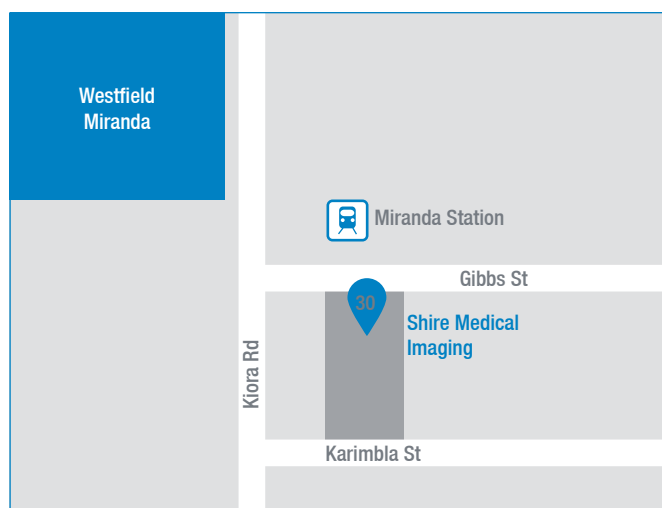 Westfield
Miranda
Miranda Station
Gibbs St
30
Shire Medical
Imaging
Kiora Rd
Karimbla St